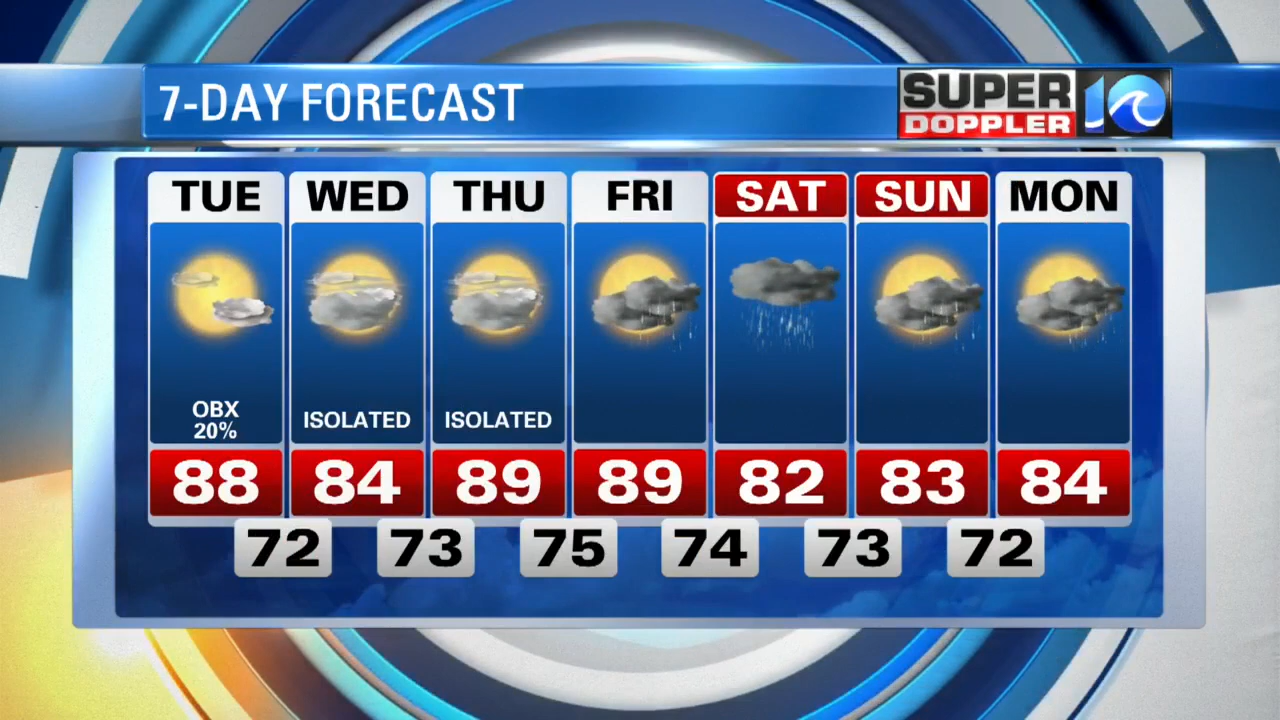 7-DAY FORECAST
SUPER
DOPPLER 10
TUE WED THU FRI SAT SUN MON
OBX
20%
ISOLATED ISOLATED
88 84 89 89 82 83 84
72 73 75 74 73 72